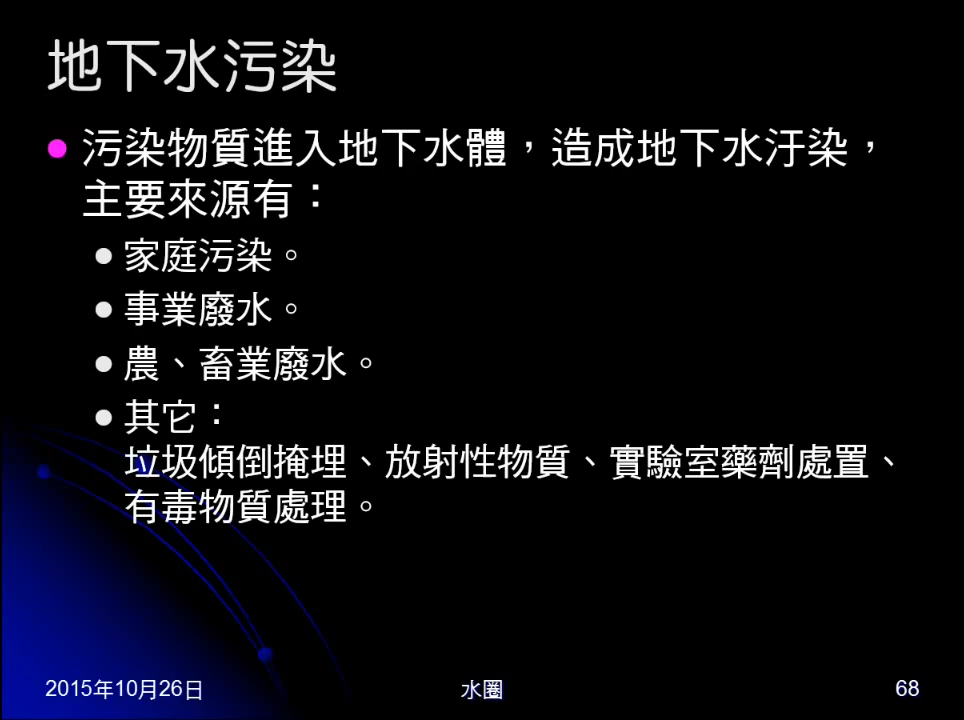 地下水污染
污染物質進入地下水體，造成地下水汙染，
主要來源有：
家庭污染。
事業廢水。
農、畜業廢水。
其它：
垃圾傾倒掩埋、放射性物質、實驗室藥劑處置、
有毒物質處理。
2015年10月26日
水圈
68